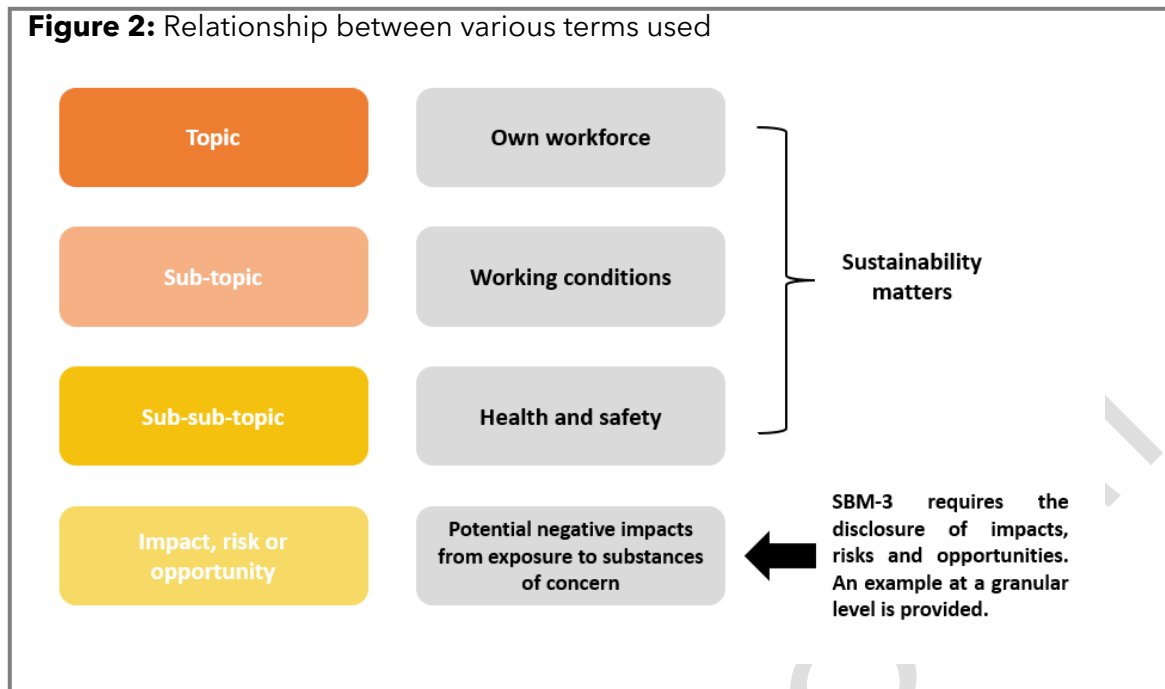 Figure 2: Relationship between various terms used
Topic
Own workforce
Sub-topic
Working conditions
Sustainability
matters
Sub-sub-topic
Health and safety
Impact, risk or
opportunity
Potential negative impacts
from exposure to substances
of concern
SBM-3 requires the
disclosure of impacts,
risks and opportunities.
An example at a granular
level is provided.